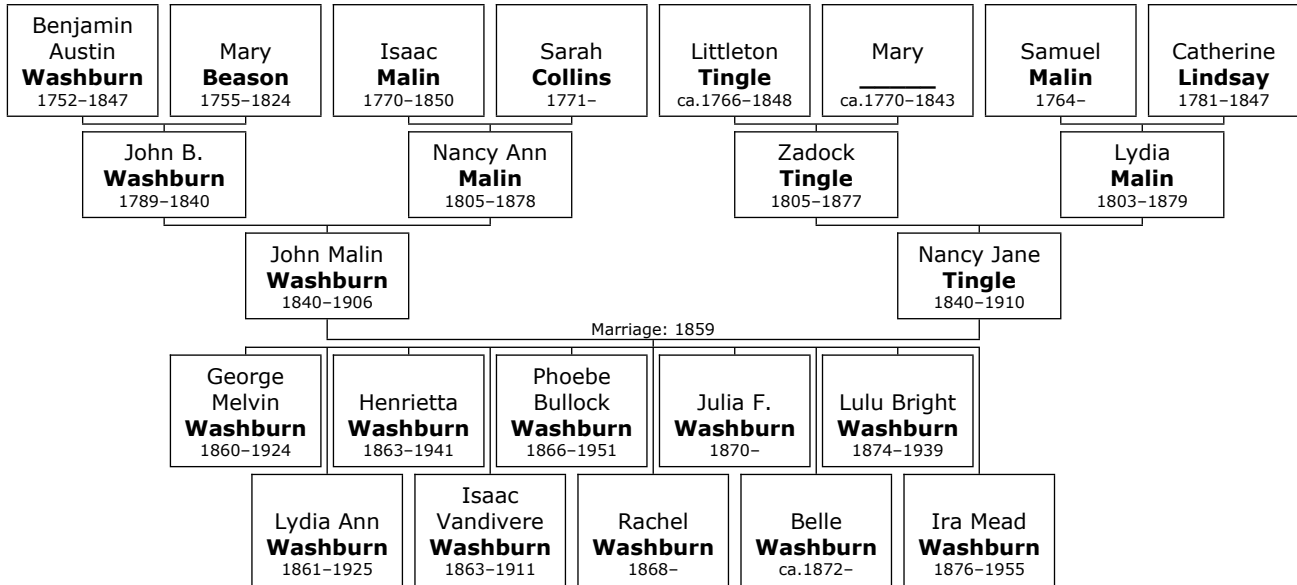 Benjamin
Austin
Washburn
1752–1847
Mary
Beason
1755–1824
Isaac
Malin
1770–1850
Sarah
Collins
1771–
Littleton
Tingle
ca.1766–1848
Mary
______
ca.1770–1843
Samuel
Malin
1764–
Catherine
Lindsay
1781–1847
John B.
Washburn
1789–1840
Nancy Ann
Malin
1805–1878
Zadock
Tingle
1805–1877
Lydia
Malin
1803–1879
John Malin
Washburn
1840–1906
Nancy Jane
Tingle
1840–1910
Marriage: 1859
George
Melvin
Washburn
1860–1924
Henrietta
Washburn
1863–1941
Phoebe
Bullock
Washburn
1866–1951
Julia F.
Washburn
1870–
Lulu Bright
Washburn
1874–1939
Lydia Ann
Washburn
1861–1925
Isaac
Vandivere
Washburn
1863–1911
Rachel
Washburn
1868–
Belle
Washburn
ca.1872–
Ira Mead
Washburn
1876–1955